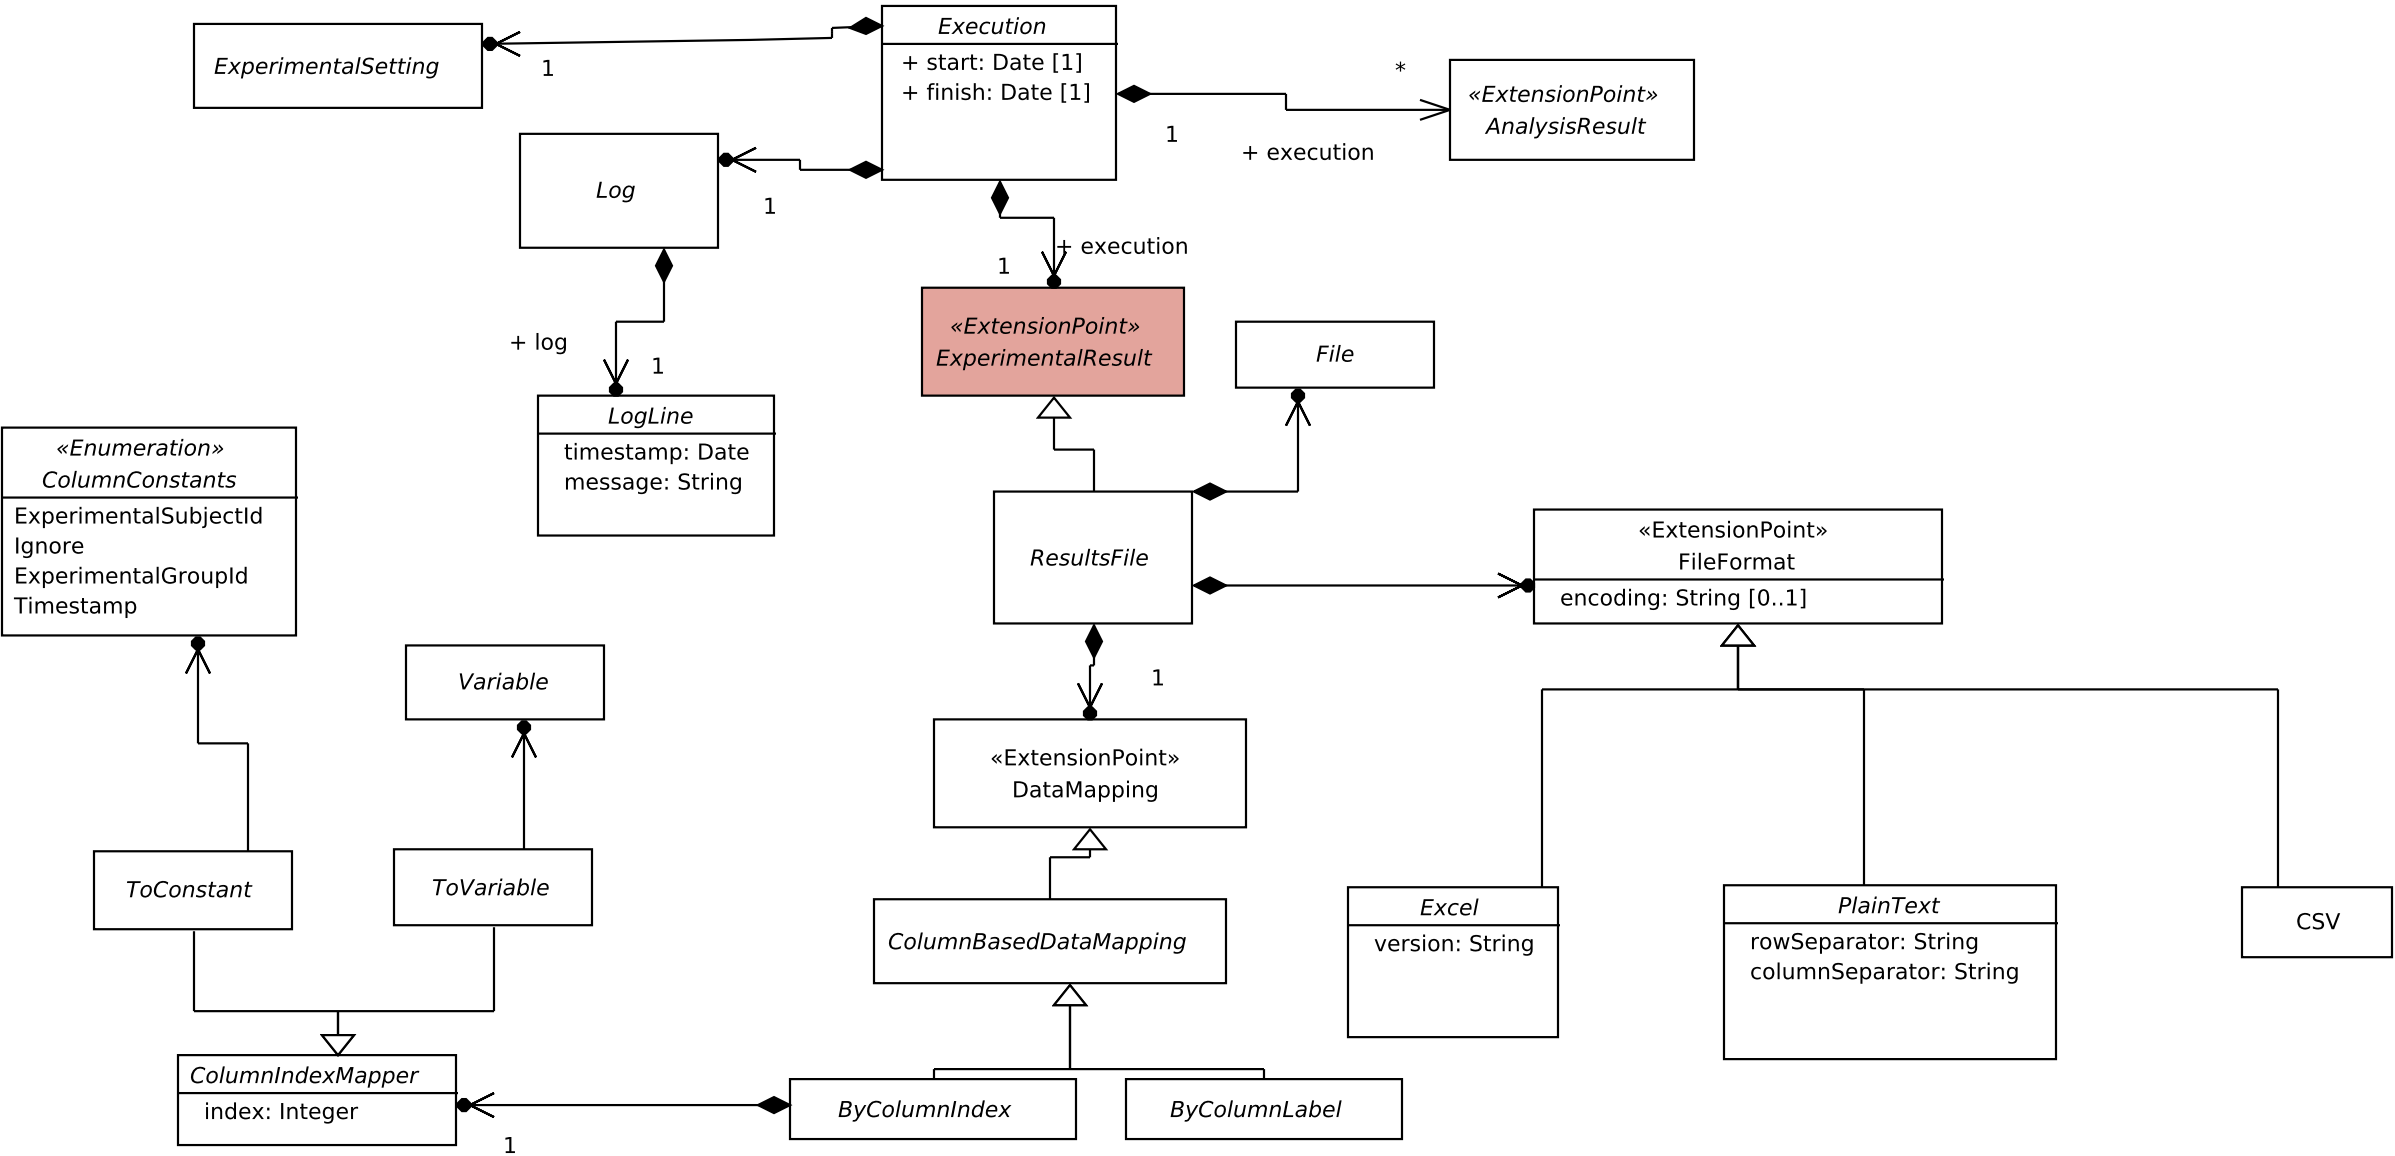 Execution
+ start: Date [1]
+ finish: Date [1]
ExperimentalSetting
1
*
«ExtensionPoint»
AnalysisResult
1
+ execution
Log
1
+ execution
1
«ExtensionPoint»
ExperimentalResult
File
+ log
1
LogLine
timestamp: Date
message: String
«Enumeration»
ColumnConstants
ExperimentalSubjectId
Ignore
ExperimentalGroupId
Timestamp
ResultsFile
«ExtensionPoint»
FileFormat
encoding: String [0..1]
Variable
1
«ExtensionPoint»
DataMapping
ToConstant
ToVariable
ColumnBasedDataMapping
Excel
version: String
PlainText
rowSeparator: String
columnSeparator: String
CSV
ColumnIndexMapper
index: Integer
1
ByColumnIndex
ByColumnLabel